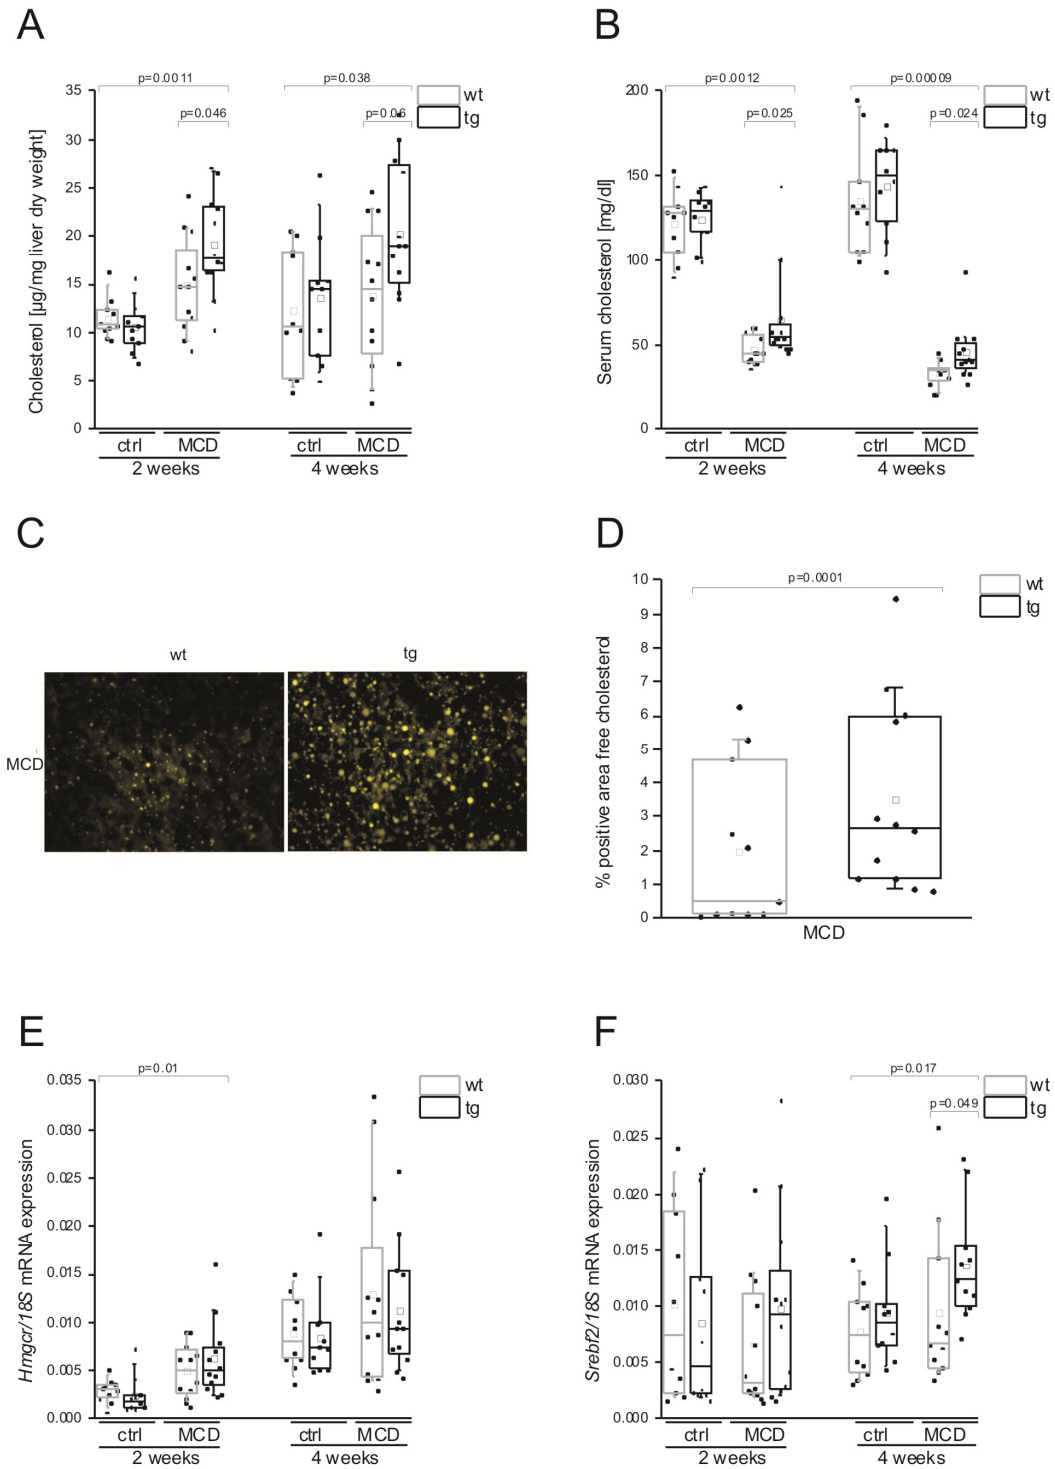 A
p=0.0011
p=0.038
p=0.046
p=0.06
wt
tg
Cholesterol [µg/mg liver dry weight]
35
30
25
20
15
10
5
0
ctrl MCD ctrl MCD
2 weeks 4 weeks
B
p=0.0012
p=0.00009
p=0.025
p=0.024
wt
tg
Serum cholesterol [mg/dl]
200
150
100
50
0
ctrl MCD ctrl MCD
2 weeks 4 weeks
C
wt tg
MCD
D
p=0.0001
wt
tg
% positive area free cholesterol
10
9
8
7
6
5
4
3
2
1
0
MCD
E
p=0.01
wt
tg
Hmgcr/18S mRNA expression
0.035
0.030
0.025
0.020
0.015
0.010
0.005
0.000
ctrl MCD ctrl MCD
2 weeks 4 weeks
F
p=0.017
p=0.049
wt
tg
Srebf2/18S mRNA expression
0.030
0.025
0.020
0.015
0.010
0.005
0.000
ctrl MCD ctrl MCD
2 weeks 4 weeks